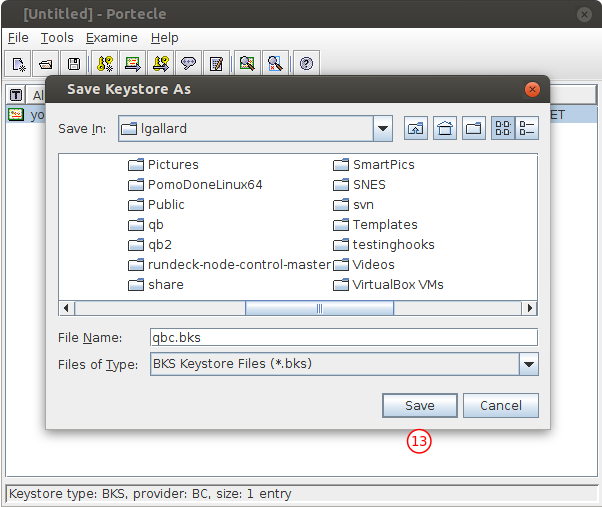 [Untitled] - Portecle
File Tools Examine Help
Save Keystore As
T Al
yo ET
Save In: lgallard
Pictures SmartPics
PomoDoneLinux64 SNES
Public svn
qb Templates
qb2 testinghooks
rundeck-node-control-master Videos
share VirtualBox VMs
File Name: qbc.bks
Files of Type: BKS Keystore Files (*.bks)
Save Cancel
13
Keystore type: BKS, provider: BC, size: 1 entry